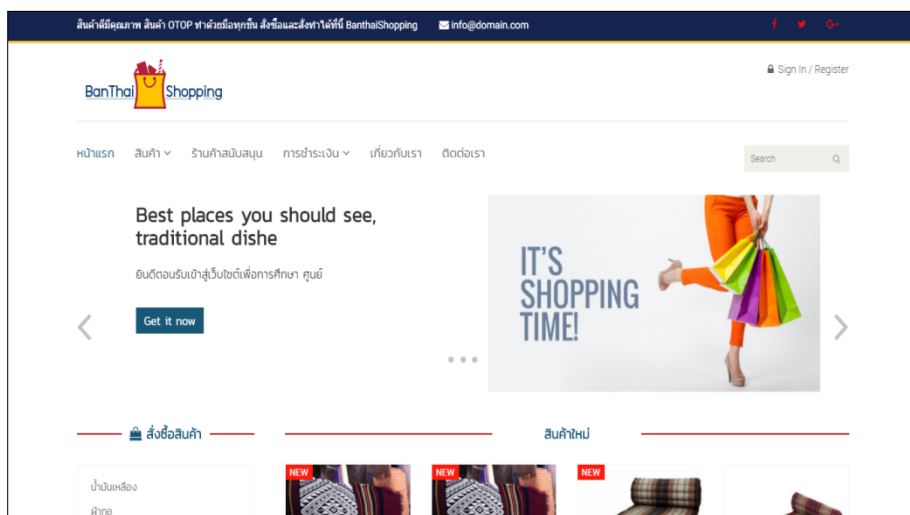 สินค้าดีมีคุณภาพ สินค้า OTOP ทำด้วยมือทุกชิ้น สั่งซื้อและสั่งทำได้ที่นี่ BanthaiShopping info@domain.com
f G+
BanThai Shopping
Sign In / Register
หน้าแรก สินค้า ร้านค้าสนับสนุน การชำระเงิน เกี่ยวกับเรา ติดต่อเรา
Search
Best places you should see,
traditional dishe
ยินดีตอนรับเข้าสู่เว็บไซต์เพื่อการศึกษา ศูนย์
Get it now
IT'S
SHOPPING
TIME!
สั่งซื้อสินค้า
สินค้าใหม่
น้ำมันเหลือง
ผ้าทอ
NEW NEW NEW